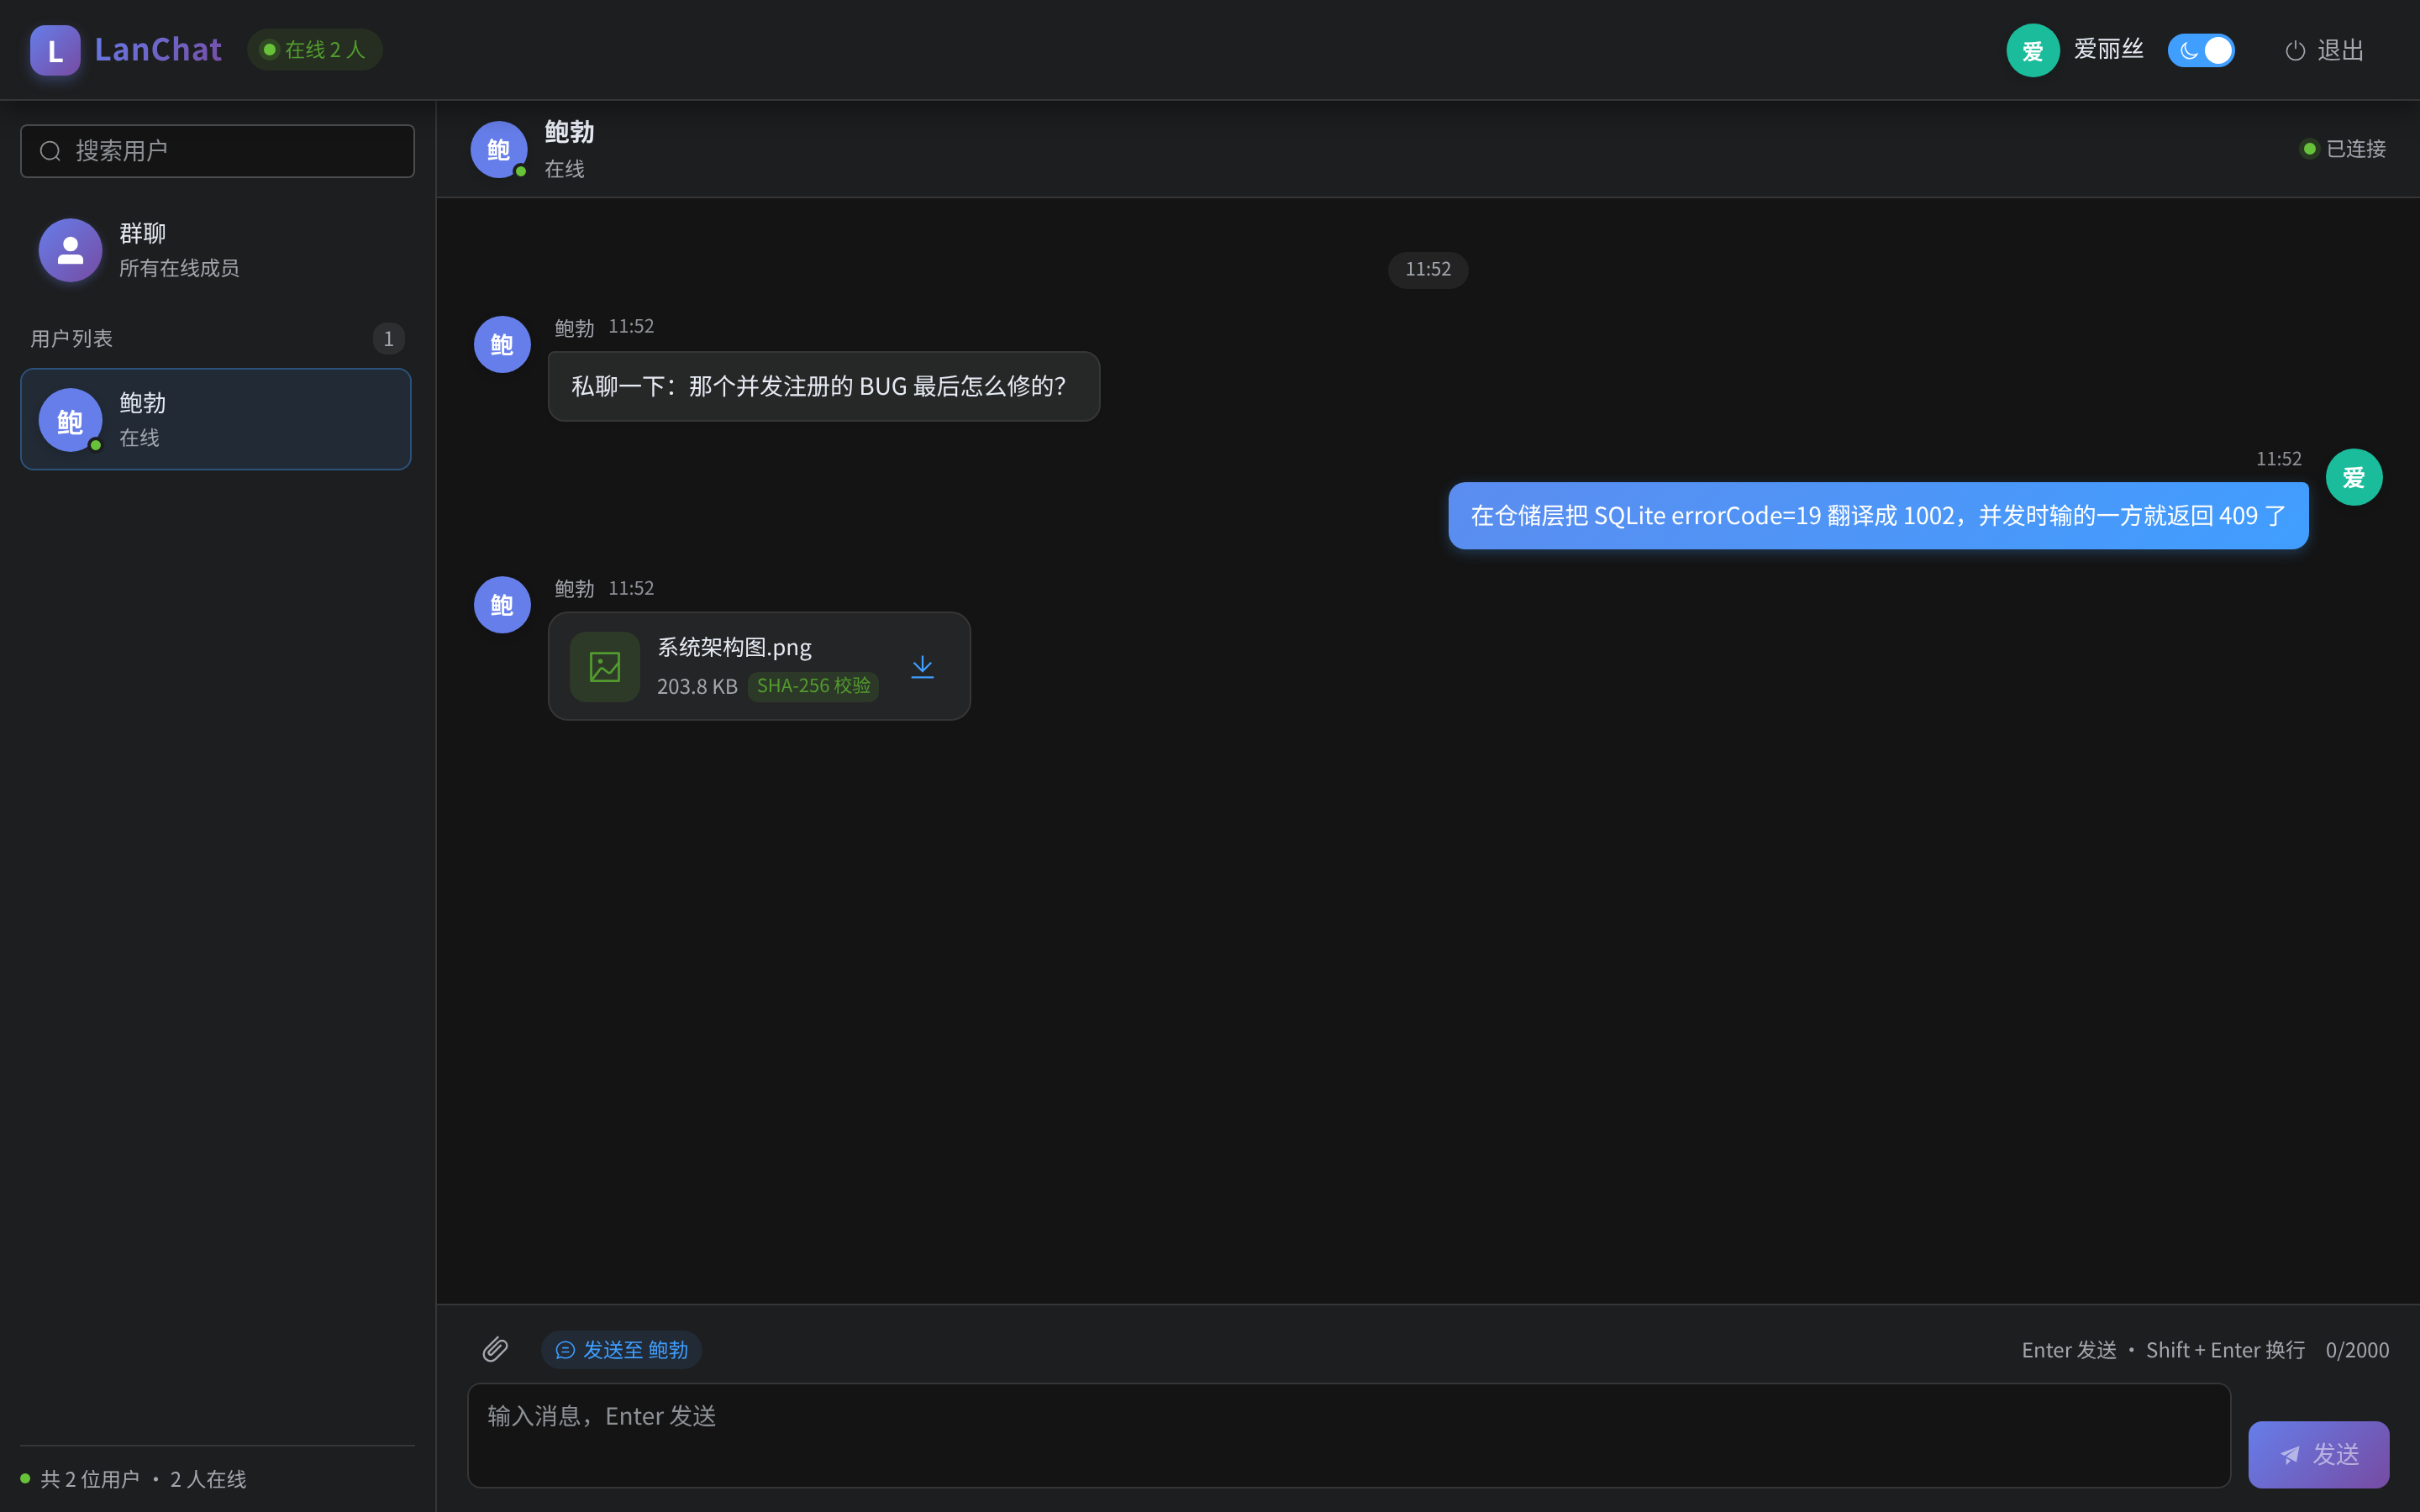 L LanChat 在线 2 人
爱 爱丽丝 退出
搜索用户
群聊
所有在线成员
用户列表 1
鲍 鲍勃
在线
共 2 位用户 • 2 人在线
鲍 鲍勃
在线
已连接
11:52
鲍 鲍勃 11:52
私聊一下：那个并发注册的 BUG 最后怎么修的？
11:52 爱
在仓储层把 SQLite errorCode=19 翻译成 1002，并发时输的一方就返回 409 了
鲍 鲍勃 11:52
系统架构图.png
203.8 KB SHA-256 校验
发送至 鲍勃 Enter 发送 • Shift + Enter 换行 0/2000
输入消息，Enter 发送
发送